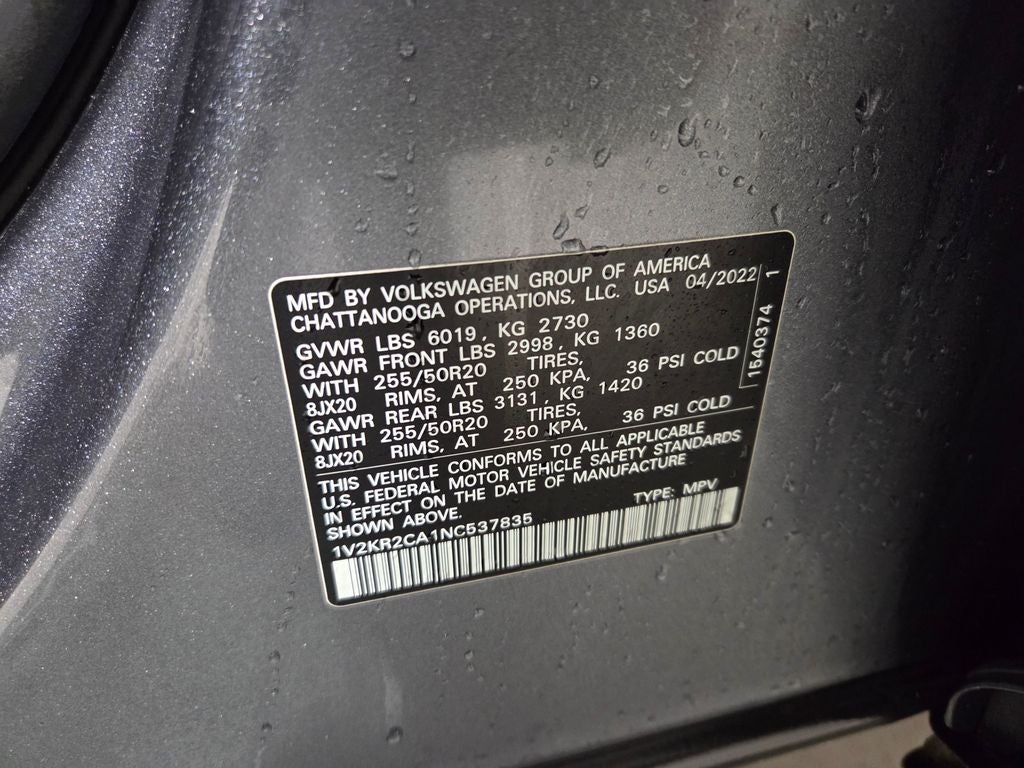 MFD BY VOLKSWAGEN GROUP OF AMERICA
CHATTANOOGA OPERATIONS, LLC. USA 04/2022
GVWR LBS 6019, KG 2730
GAWR FRONT LBS 2998, KG 1360
WITH 255/50R20 TIRES,
8JX20 RIMS, AT 250 KPA, 36 PSI COLD
GAWR REAR LBS 3131, KG 1420
WITH 255/50R20 TIRES,
8JX20 RIMS, AT 250 KPA, 36 PSI COLD
THIS VEHICLE CONFORMS TO ALL APPLICABLE
U.S. FEDERAL MOTOR VEHICLE SAFETY STANDARDS
IN EFFECT ON THE DATE OF MANUFACTURE
SHOWN ABOVE. TYPE: MPV
1V2KR2CA1NC537835
1540374 1